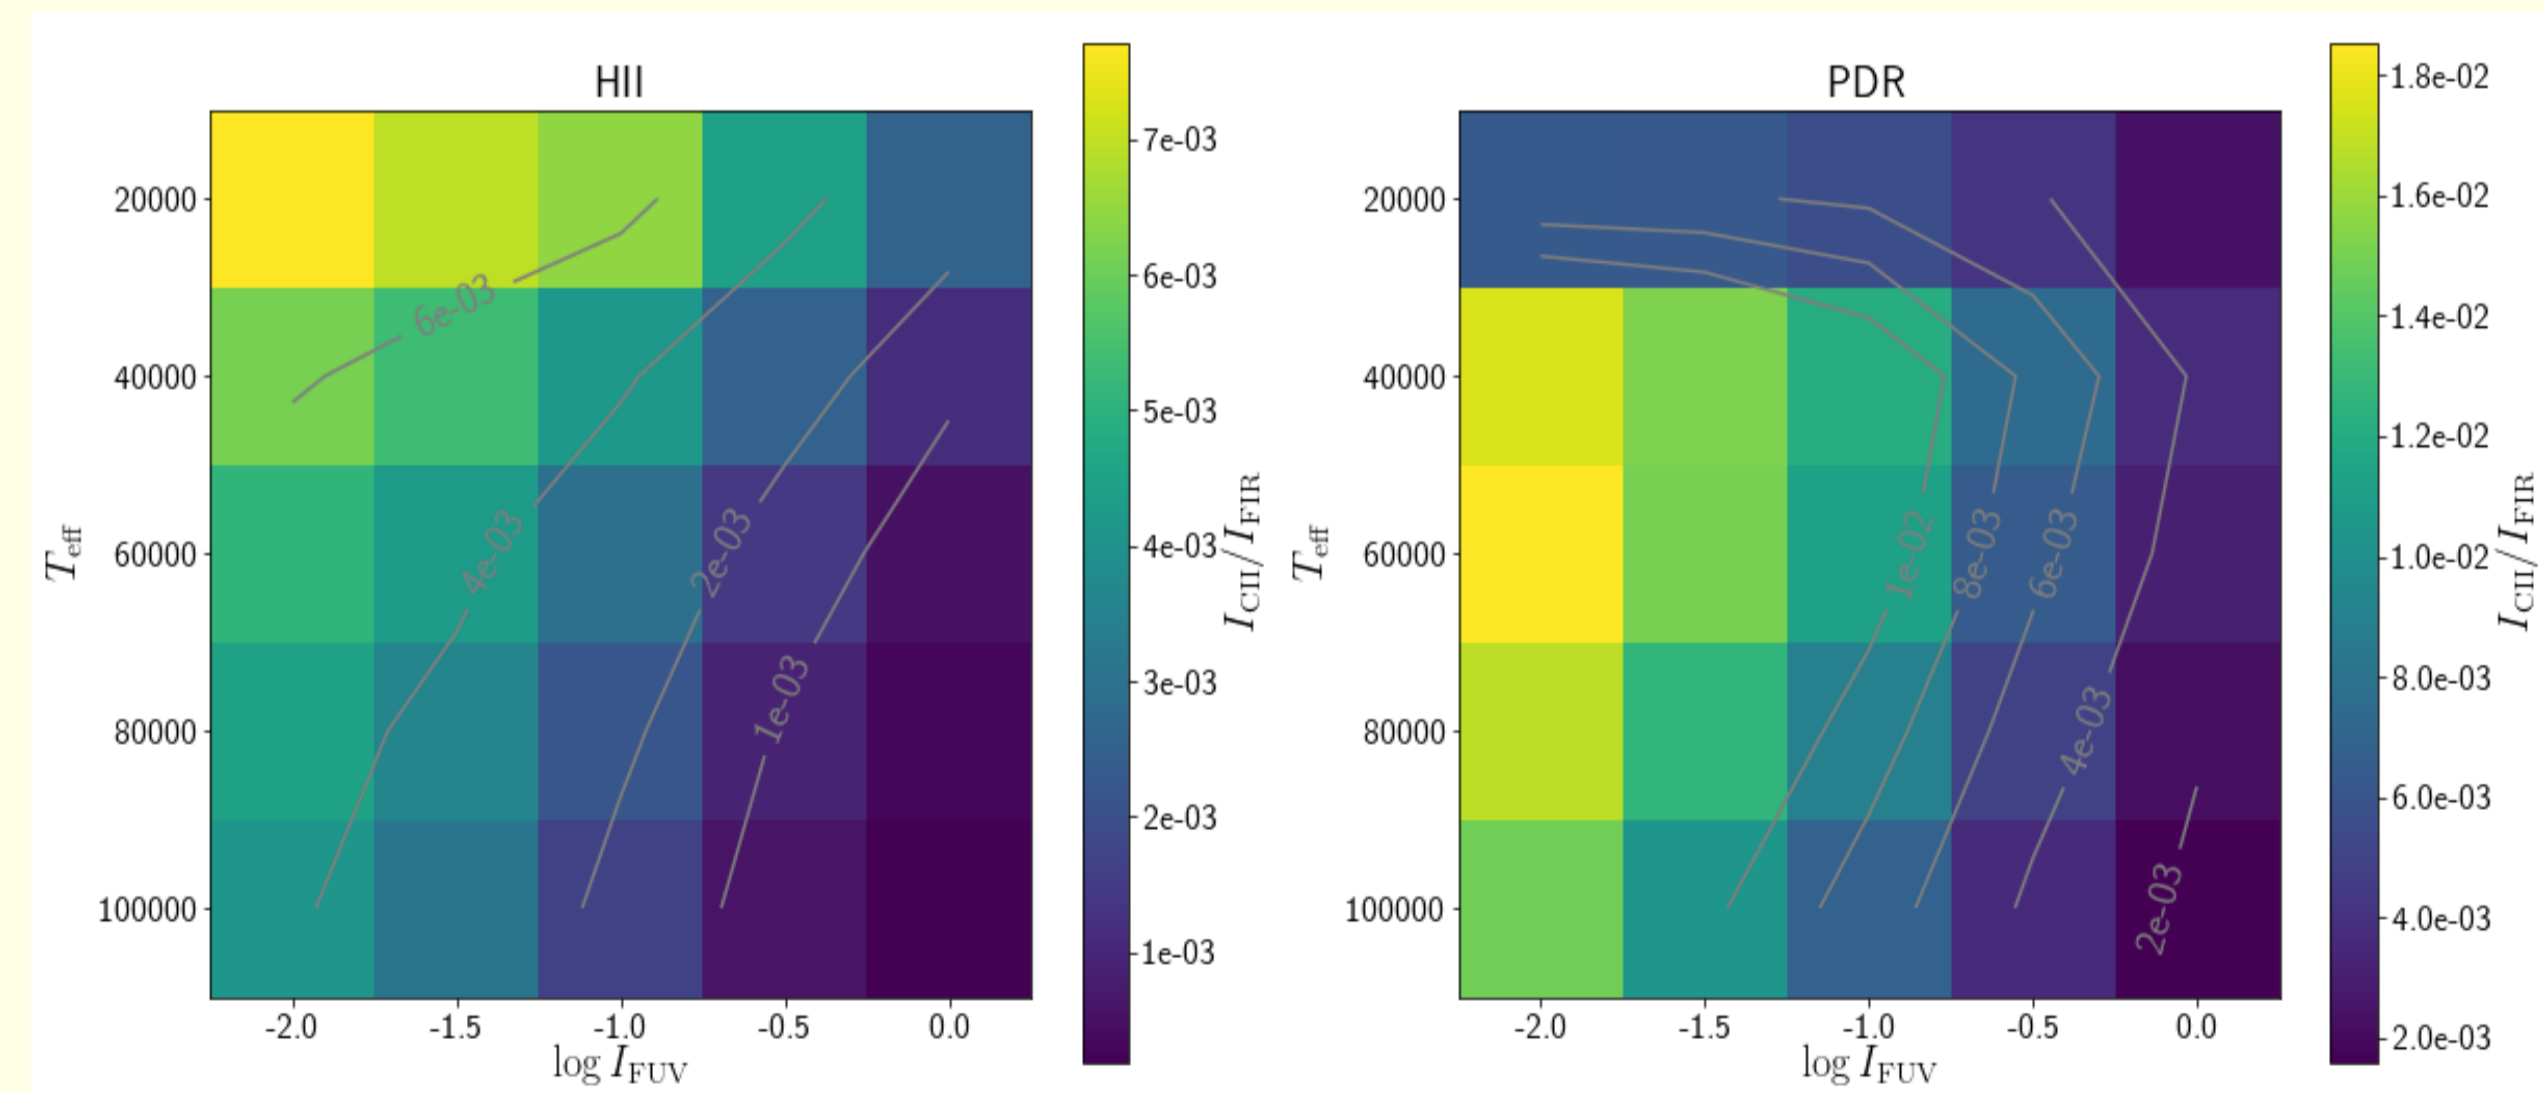 HII
20000
40000
60000
80000
100000
T_eff
-2.0 -1.5 -1.0 -0.5 0.0
log I_FUV
6e-03
4e-03
2e-03
1e-03
7e-03
6e-03
5e-03
4e-03
3e-03
2e-03
1e-03
I_CII/I_FIR
PDR
20000
40000
60000
80000
100000
T_eff
-2.0 -1.5 -1.0 -0.5 0.0
log I_FUV
1e-02
8e-03
6e-03
4e-03
2e-03
1.8e-02
1.6e-02
1.4e-02
1.2e-02
1.0e-02
8.0e-03
6.0e-03
4.0e-03
2.0e-03
I_CII/I_FIR